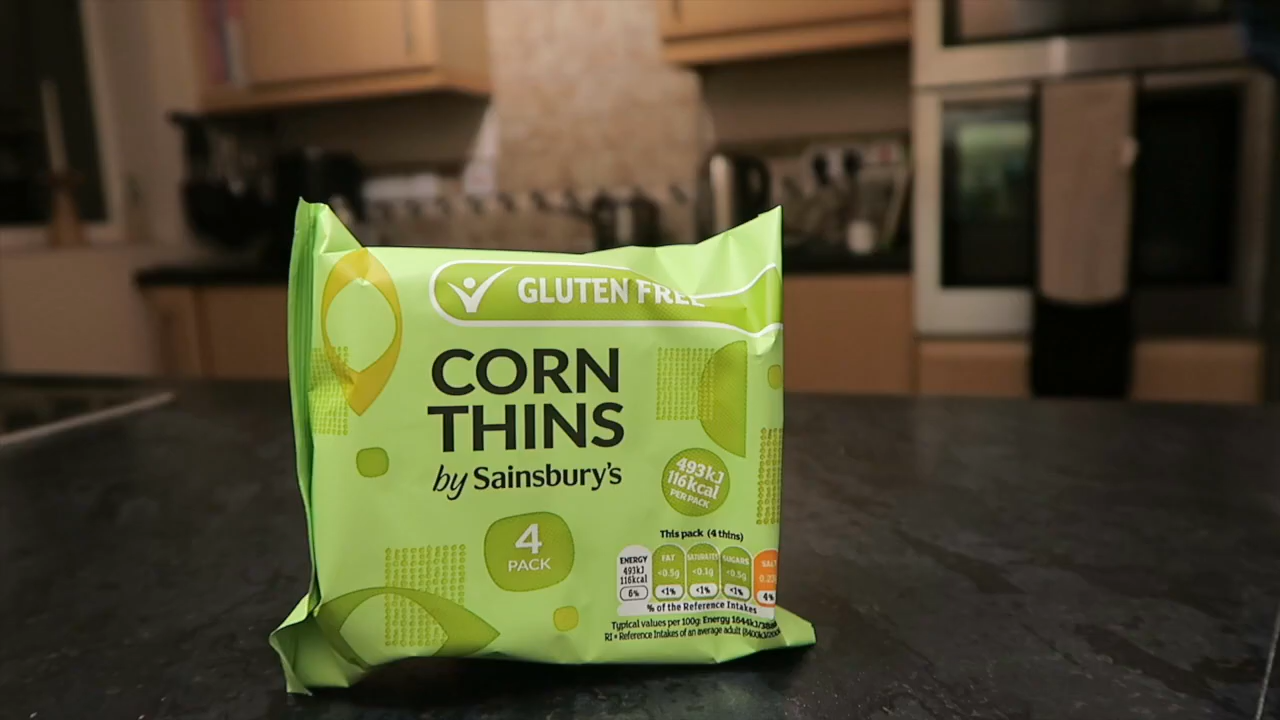 GLUTEN FREE
CORN
THINS
by Sainsbury's
493kJ
116kcal
PER PACK
4
PACK
This pack (4 thins)
ENERGY
493kJ
116kcal
6%
FAT
<0.5g
<1%
SATURATES
<0.1g
<1%
SUGARS
<0.5g
<1%
SALT
4%
% of the Reference Intakes
Typical values per 100g: Energy 1644kJ/
RI = Reference Intakes of an average adult